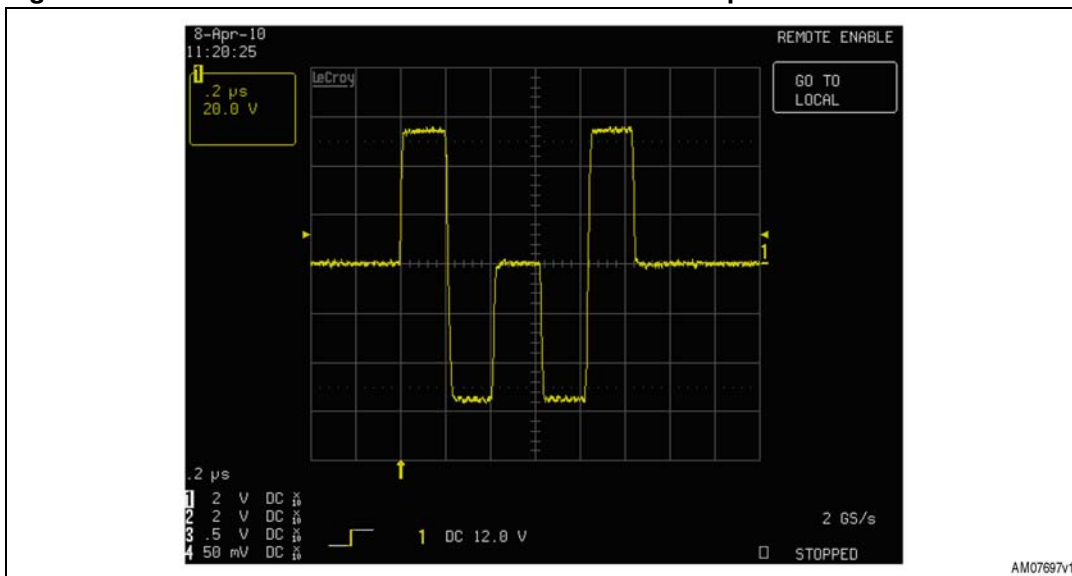 8-Apr-10
11:20:25
REMOTE ENABLE
1
.2 µs
20.0 V
LeCroy
GO TO
LOCAL
1
.2 µs
1 2 V DC
2 2 V DC
3 .5 V DC
4 50 mV DC
1 DC 12.0 V
2 GS/s
STOPPED
AM07697v1